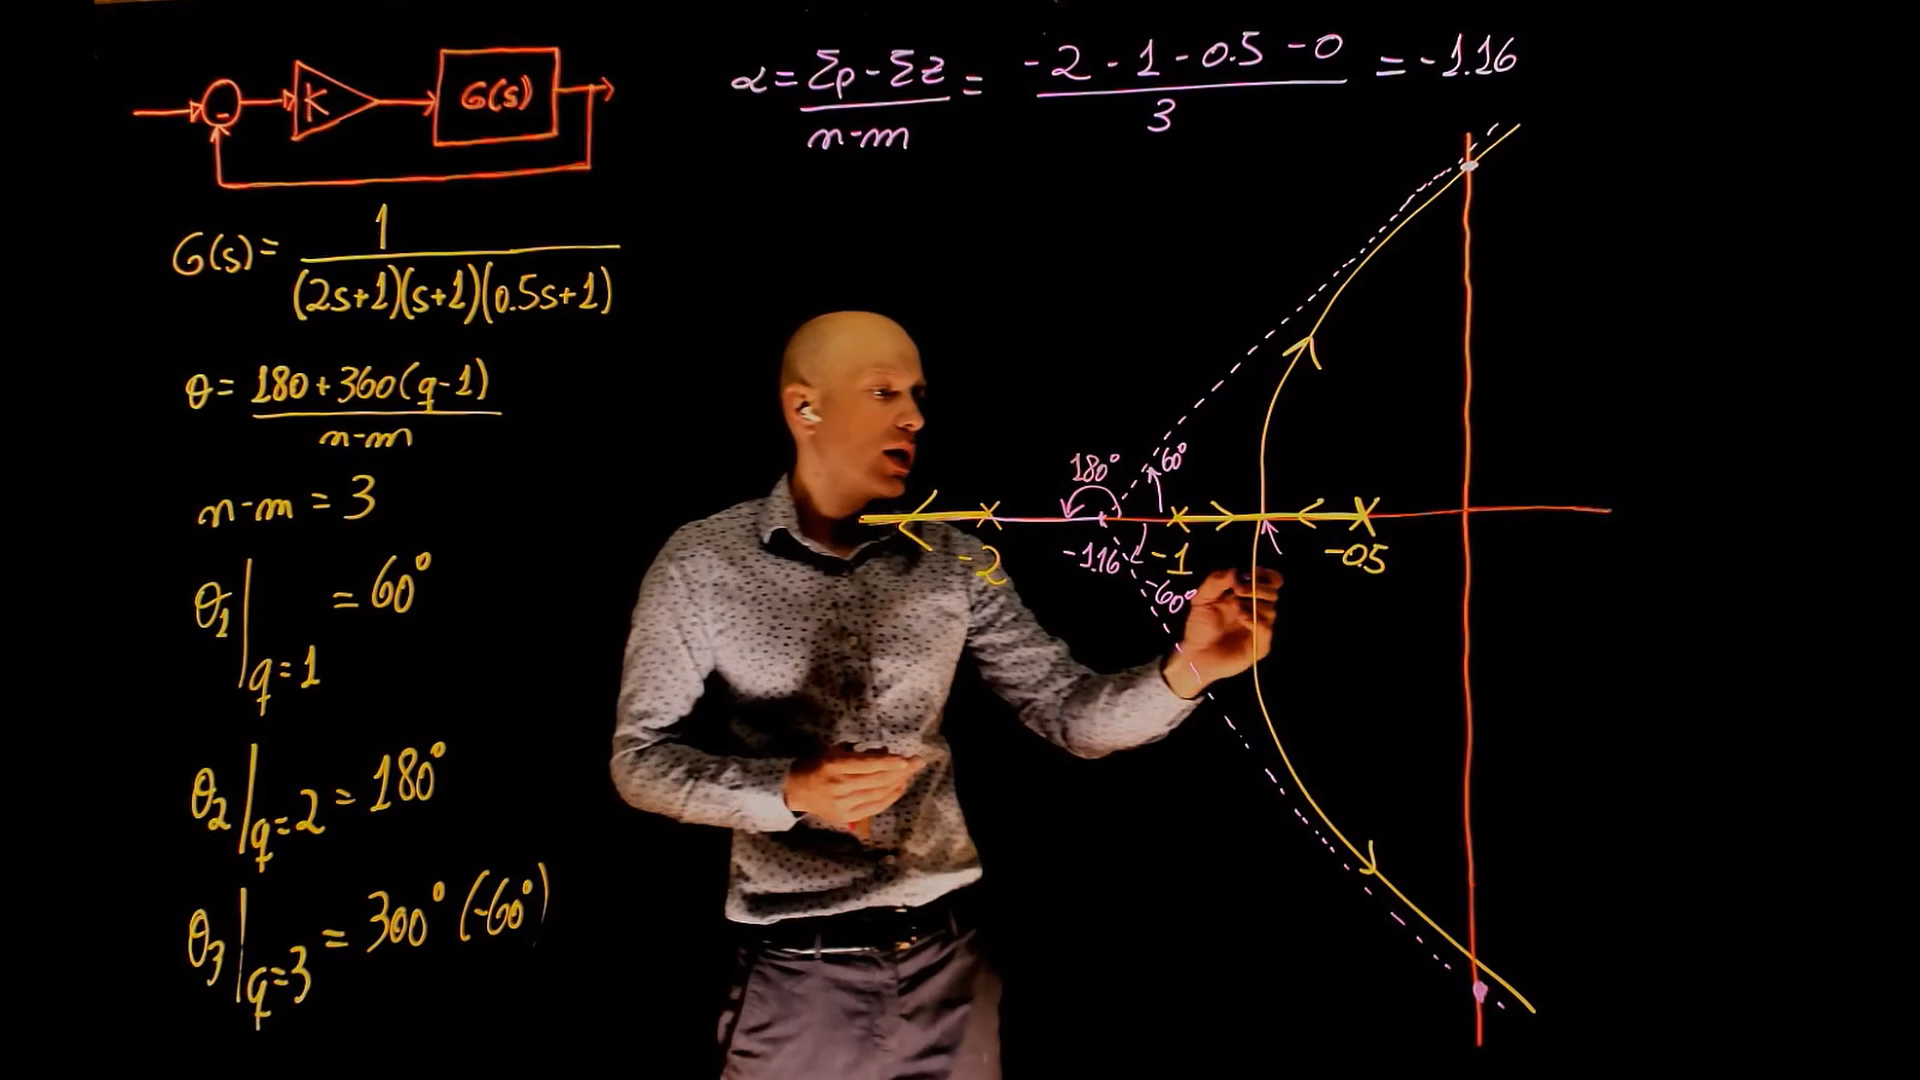 K
G(s)
-
α = Σp - Σz / n-m = -2 - 1 - 0.5 - 0 / 3 = -1.16
G(s) = 1 / (2s+1)(s+1)(0.5s+1)
θ = 180 + 360(q-1) / n-m
n-m = 3
θ1 | q=1 = 60°
θ2 | q=2 = 180°
θ3 | q=3 = 300° (-60°)
180°
60°
-2
-1.16
-1
-0.5
-60°